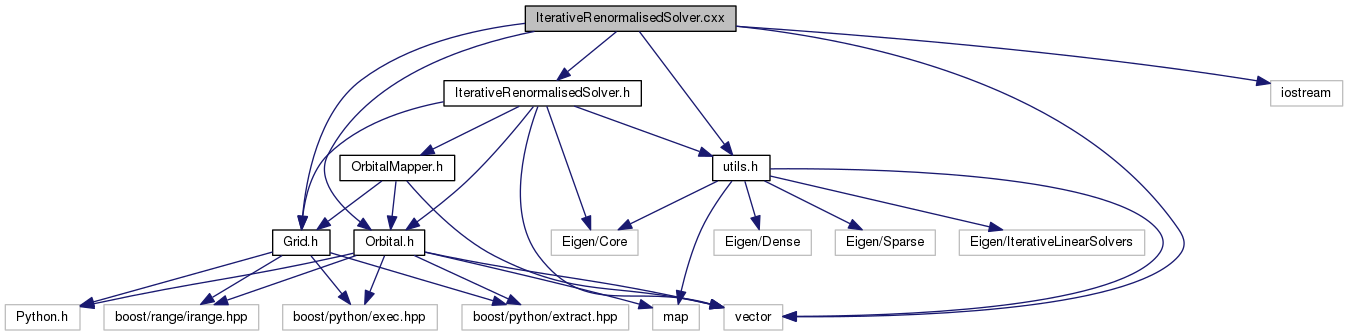 IterativeRenormalisedSolver.cxx
IterativeRenormalisedSolver.h
iostream
OrbitalMapper.h
utils.h
Grid.h
Orbital.h
Eigen/Core
Eigen/Dense
Eigen/Sparse
Eigen/IterativeLinearSolvers
Python.h
boost/range/irange.hpp
boost/python/exec.hpp
boost/python/extract.hpp
map
vector